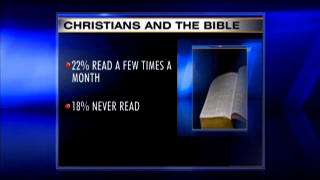 CHRISTIANS AND THE BIBLE
22% READ A FEW TIMES A
MONTH
18% NEVER READ